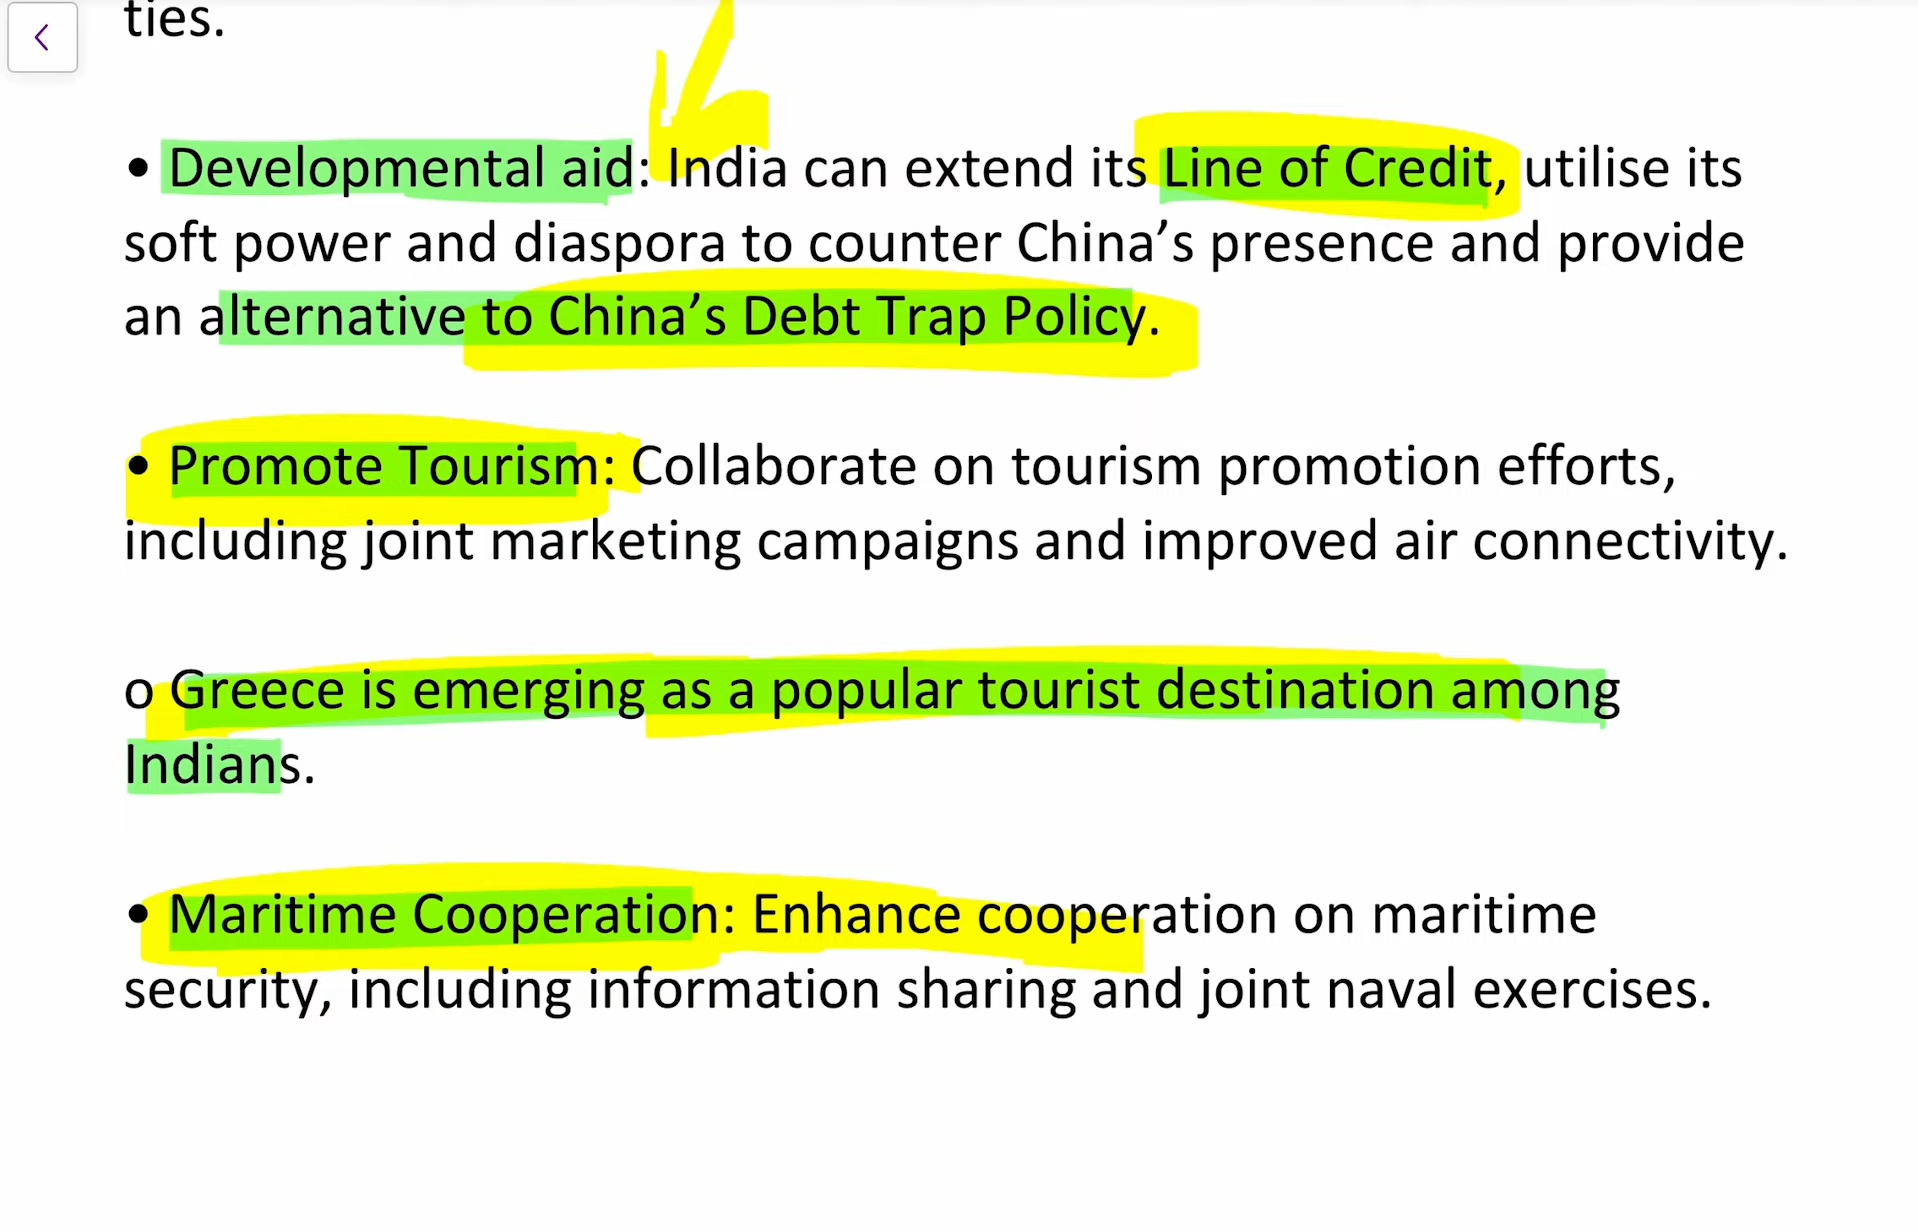 ties.
• Developmental aid: India can extend its Line of Credit, utilise its
soft power and diaspora to counter China’s presence and provide
an alternative to China’s Debt Trap Policy.
• Promote Tourism: Collaborate on tourism promotion efforts,
including joint marketing campaigns and improved air connectivity.
o Greece is emerging as a popular tourist destination among
Indians.
• Maritime Cooperation: Enhance cooperation on maritime
security, including information sharing and joint naval exercises.